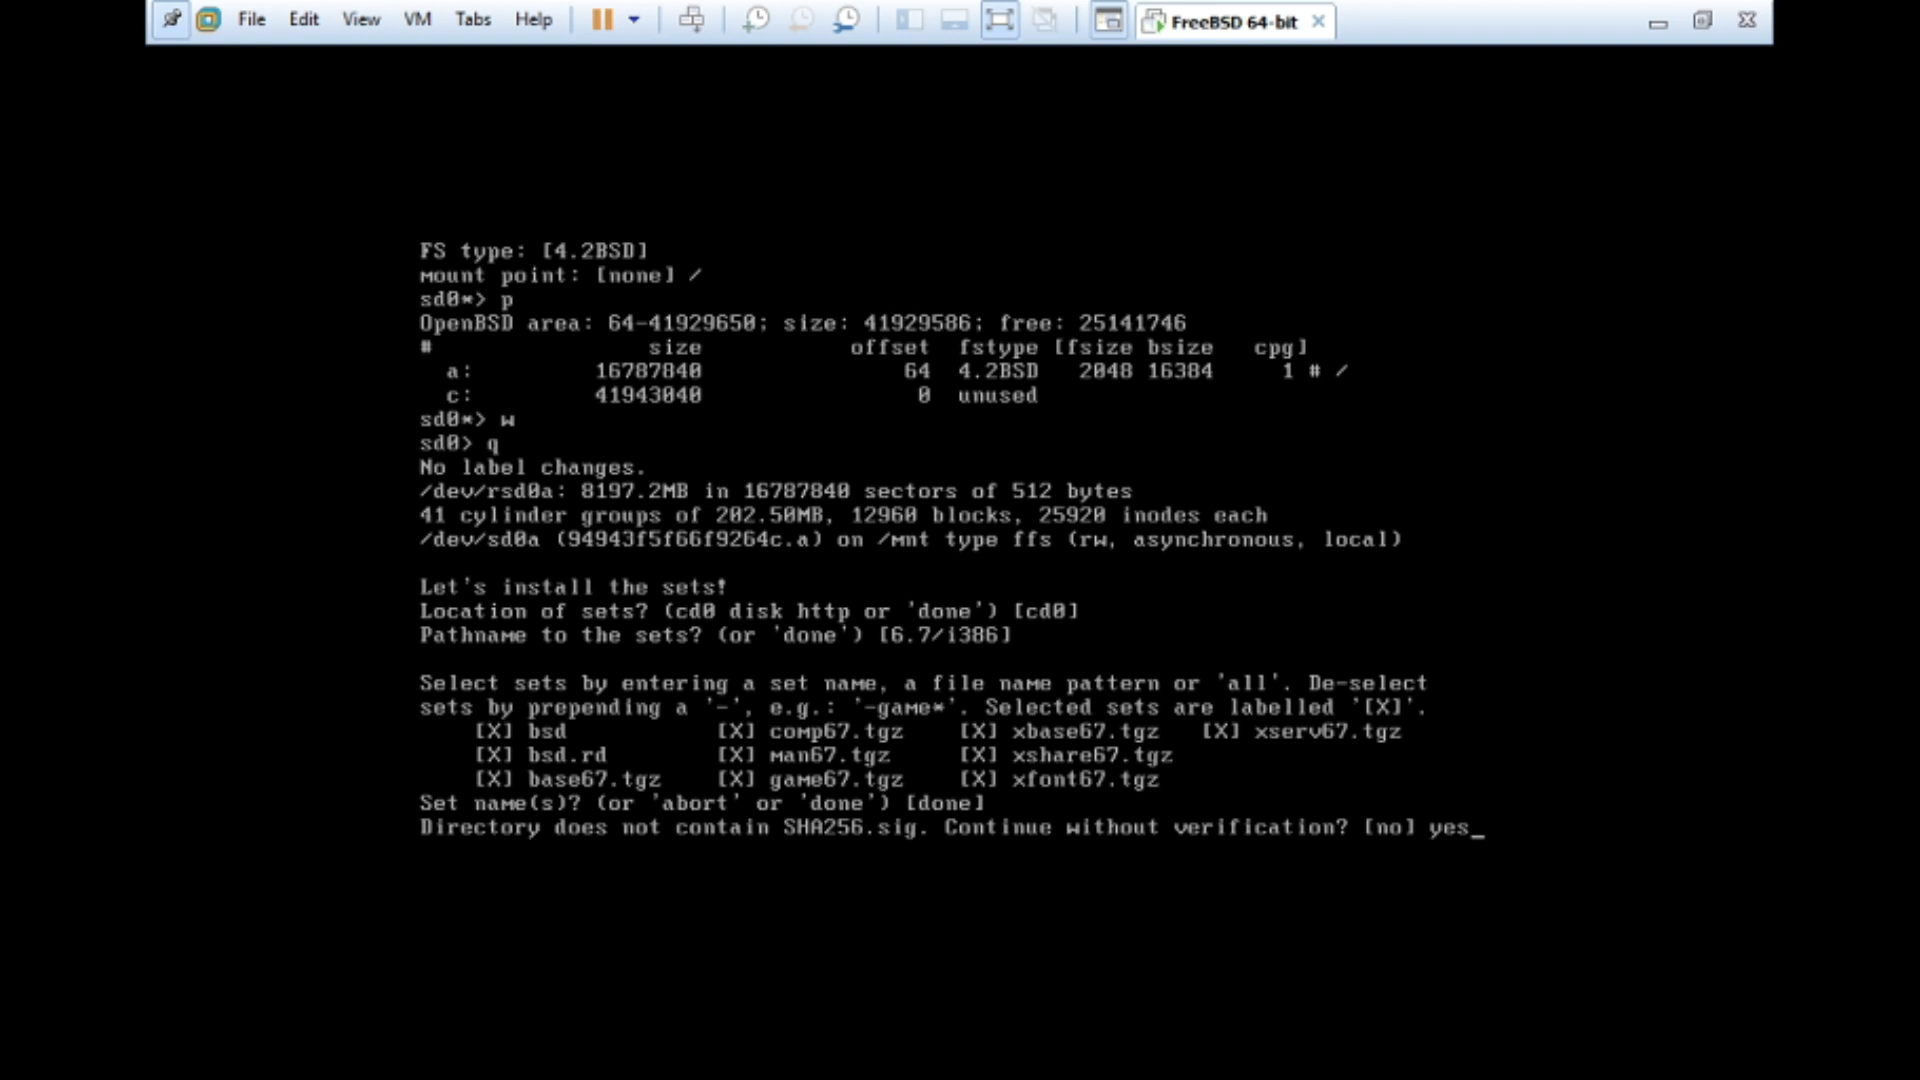 File Edit View VM Tabs Help FreeBSD 64-bit
FS type: [4.2BSD]
mount point: [none] /
sd0*> p
OpenBSD area: 64-41929650; size: 41929586; free: 25141746
# size offset fstype [fsize bsize cpg]
a: 16787840 64 4.2BSD 2048 16384 1 # /
c: 41943040 0 unused
sd0*> w
sd0> q
No label changes.
/dev/rsd0a: 8197.2MB in 16787840 sectors of 512 bytes
41 cylinder groups of 202.50MB, 12960 blocks, 25920 inodes each
/dev/sd0a (94943f5f66f9264c.a) on /mnt type ffs (rw, asynchronous, local)
Let's install the sets!
Location of sets? (cd0 disk http or 'done') [cd0]
Pathname to the sets? (or 'done') [6.7/i386]
Select sets by entering a set name, a file name pattern or 'all'. De-select
sets by prepending a '-', e.g.: '-game*'. Selected sets are labelled '[X]'.
[X] bsd [X] comp67.tgz [X] xbase67.tgz [X] xserv67.tgz
[X] bsd.rd [X] man67.tgz [X] xshare67.tgz
[X] base67.tgz [X] game67.tgz [X] xfont67.tgz
Set name(s)? (or 'abort' or 'done') [done]
Directory does not contain SHA256.sig. Continue without verification? [no] yes_